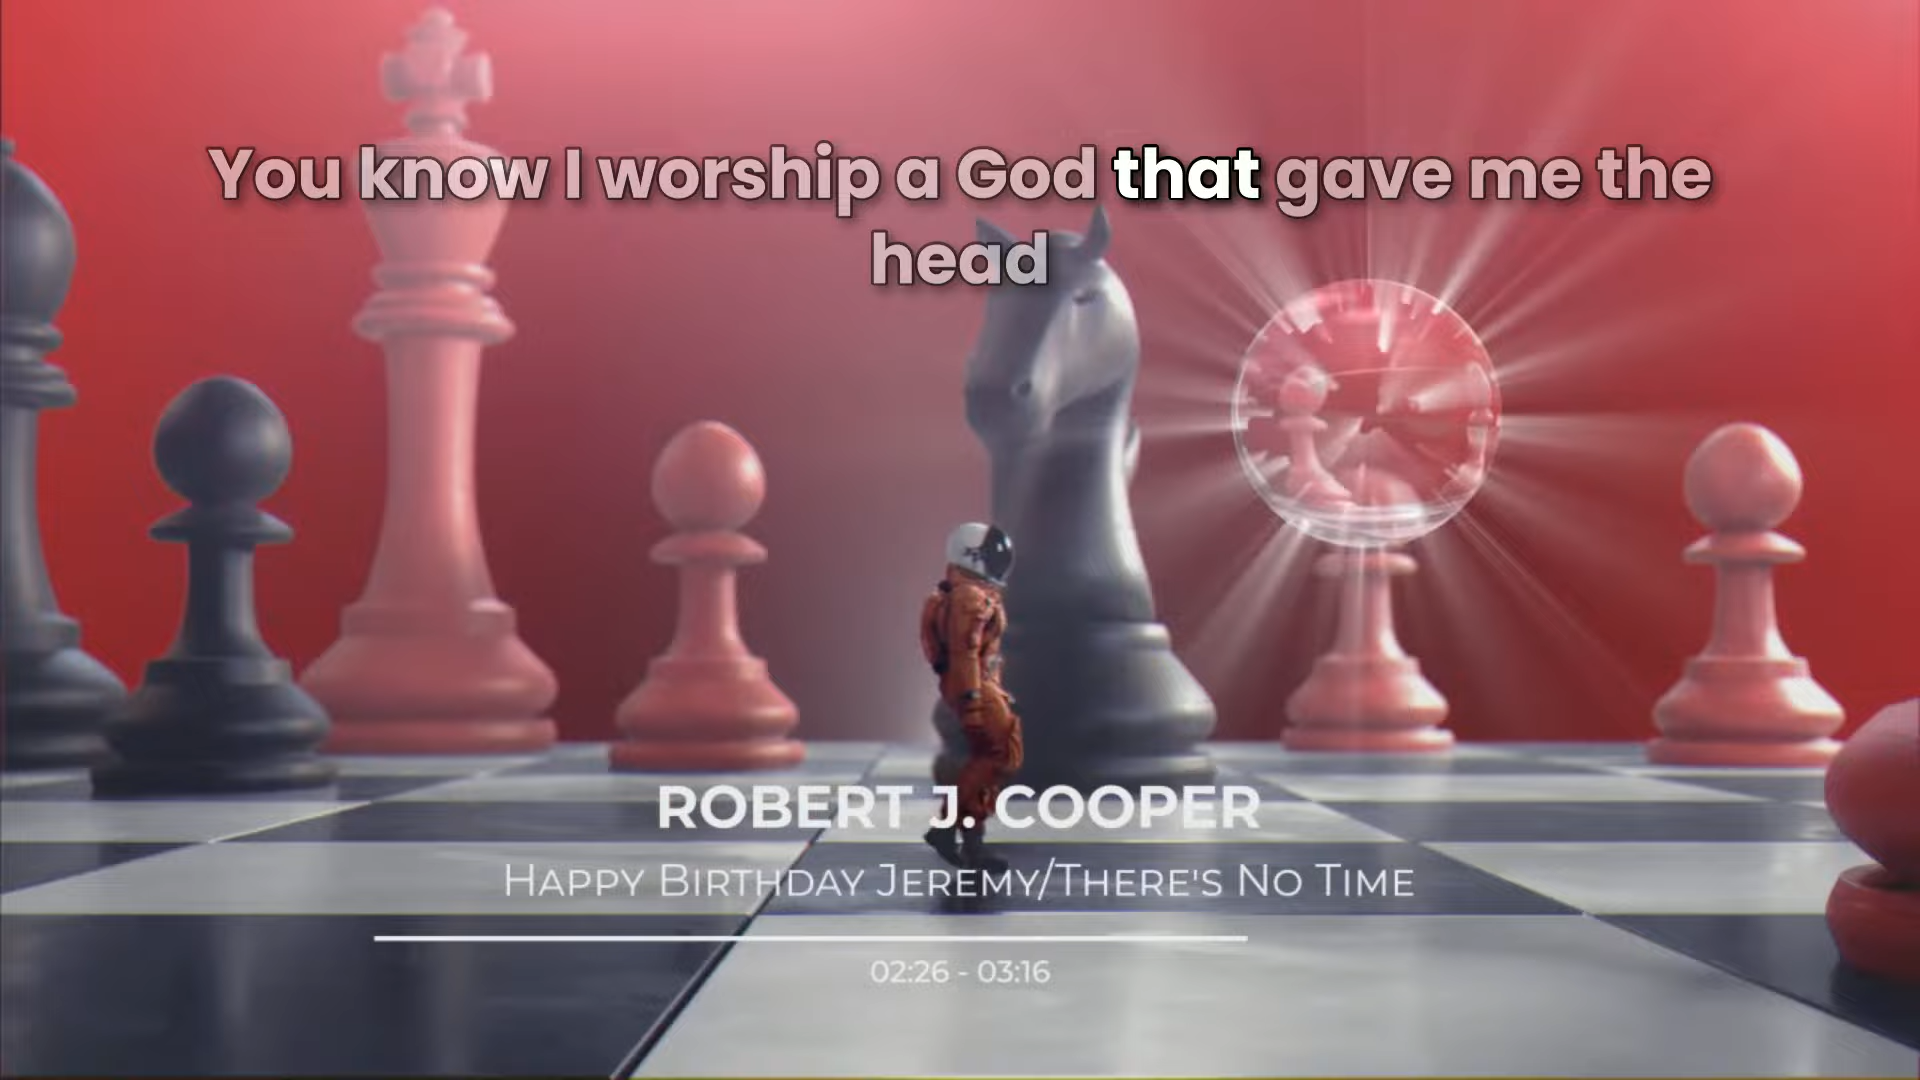 You know I worship a God that gave me the
head
ROBERT J. COOPER
HAPPY BIRTHDAY JEREMY/THERE'S NO TIME
02:26 - 03:16